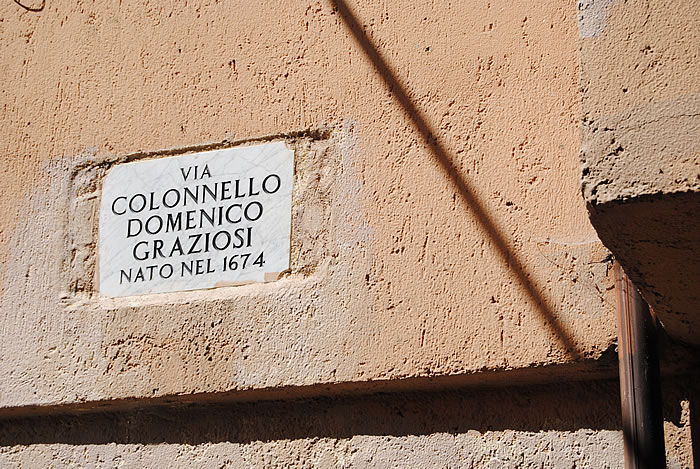 VIA
COLONNELLO
DOMENICO
GRAZIOSI
NATO NEL 1674